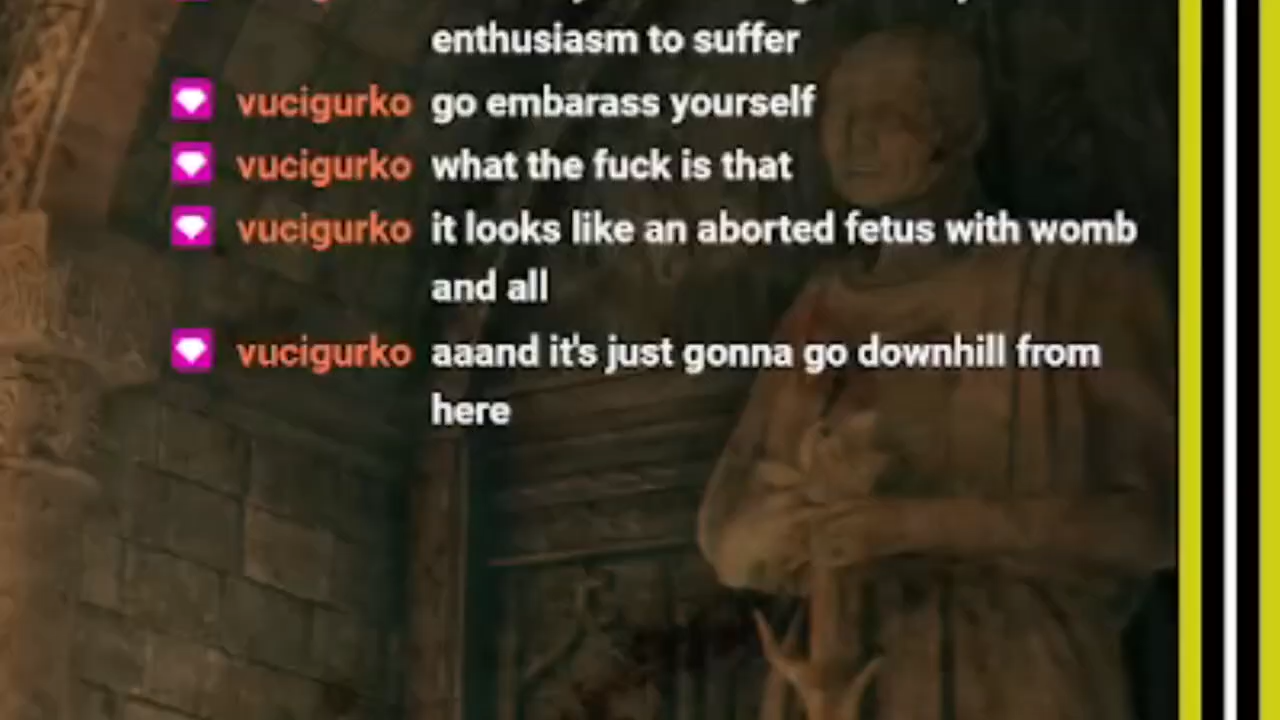 enthusiasm to suffer
vucigurko go embarass yourself
vucigurko what the fuck is that
vucigurko it looks like an aborted fetus with womb
and all
vucigurko aaand it's just gonna go downhill from
here